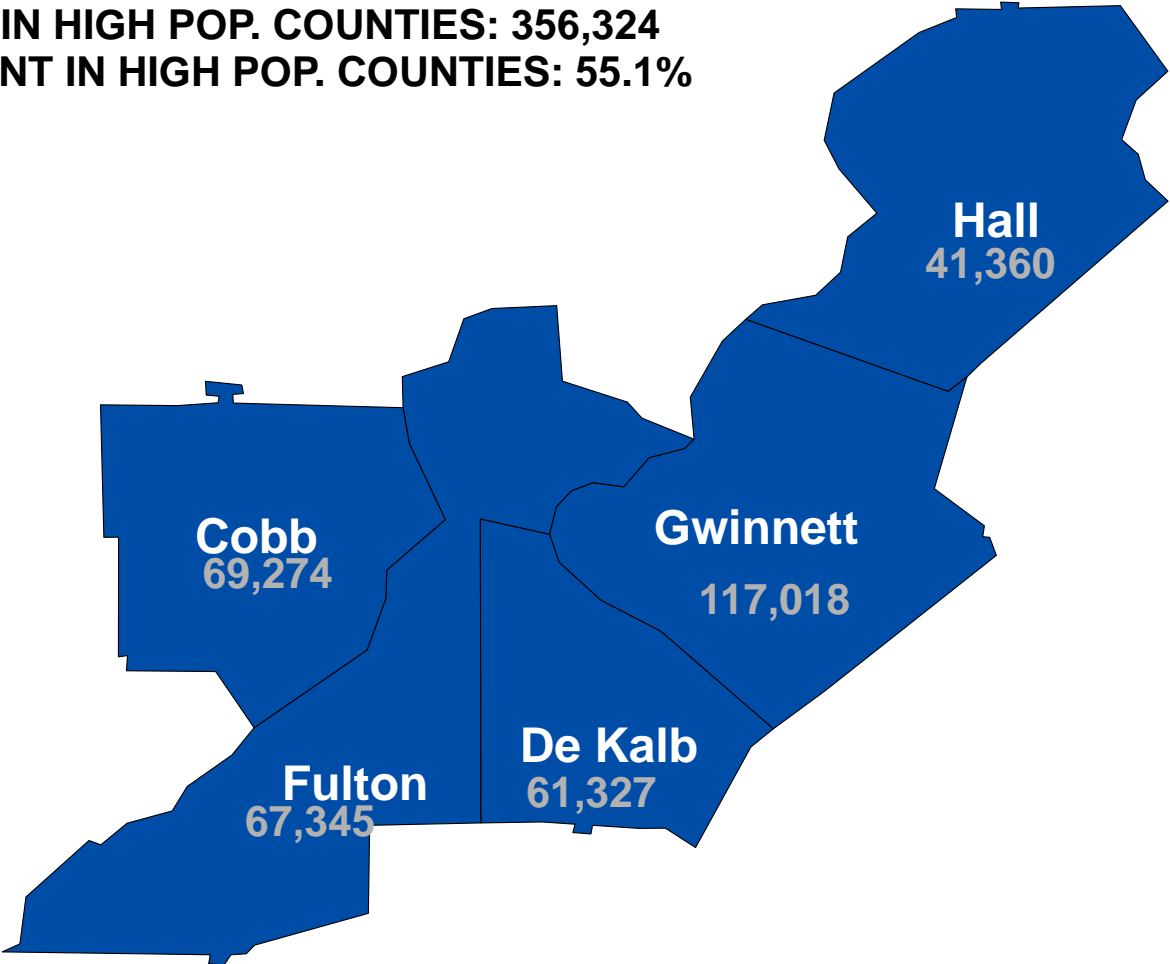 IN HIGH POP. COUNTIES: 356,324
NT IN HIGH POP. COUNTIES: 55.1%
Hall
41,360
Cobb
69,274
Gwinnett
117,018
De Kalb
61,327
Fulton
67,345